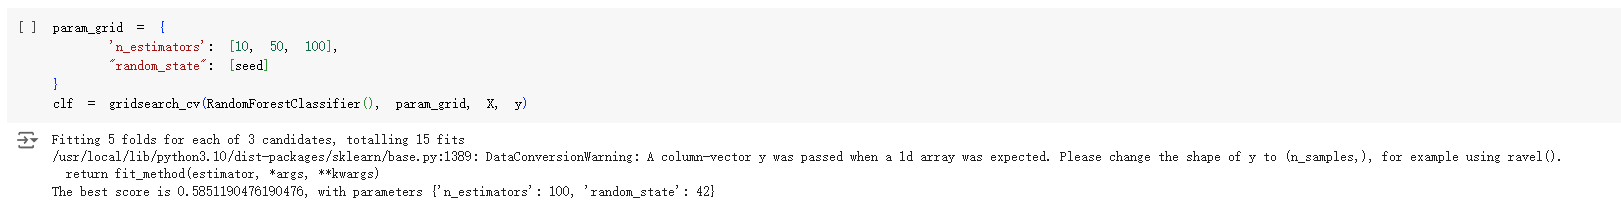 [ ] param_grid = {
'n_estimators': [10, 50, 100],
"random_state": [seed]
}
clf = gridsearch_cv(RandomForestClassifier(), param_grid, X, y)
Fitting 5 folds for each of 3 candidates, totalling 15 fits
/usr/local/lib/python3.10/dist-packages/sklearn/base.py:1389: DataConversionWarning: A column-vector y was passed when a 1d array was expected. Please change the shape of y to (n_samples,), for example using ravel().
return fit_method(estimator, *args, **kwargs)
The best score is 0.5851190476190476, with parameters {'n_estimators': 100, 'random_state': 42}